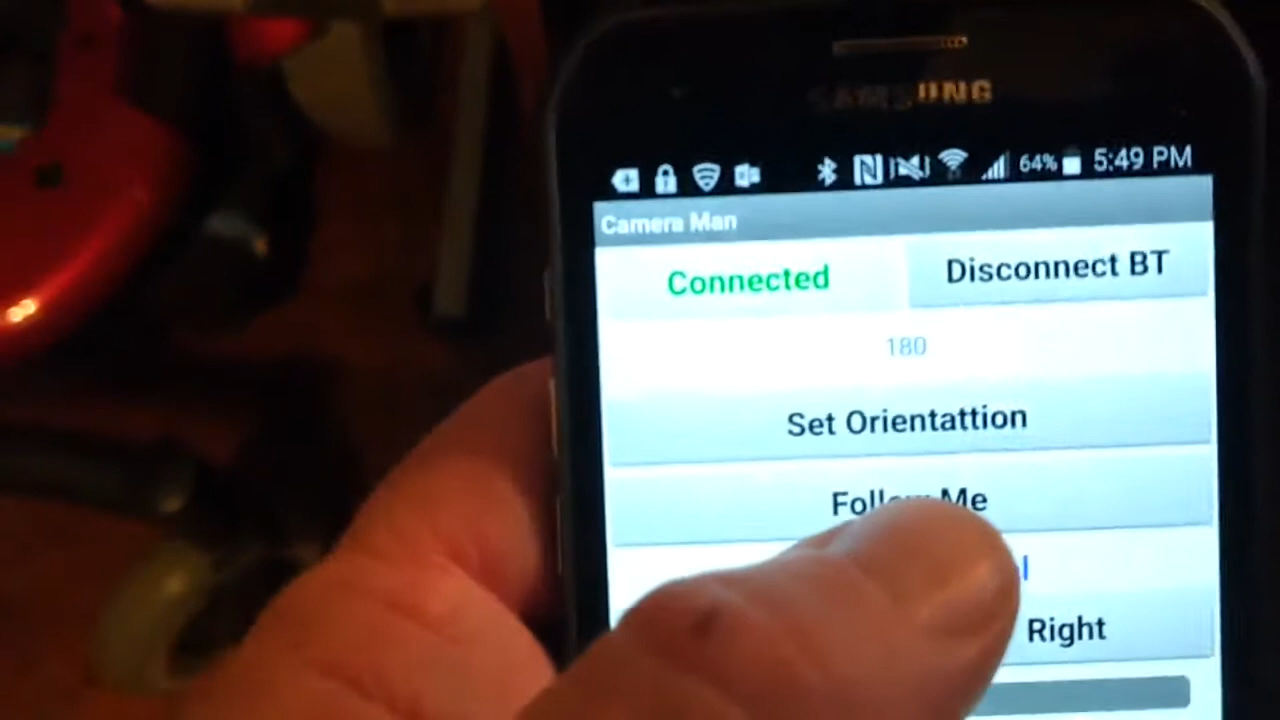 SAMSUNG
64% 5:49 PM
Camera Man
Connected Disconnect BT
180
Set Orientattion
Follow Me
Right